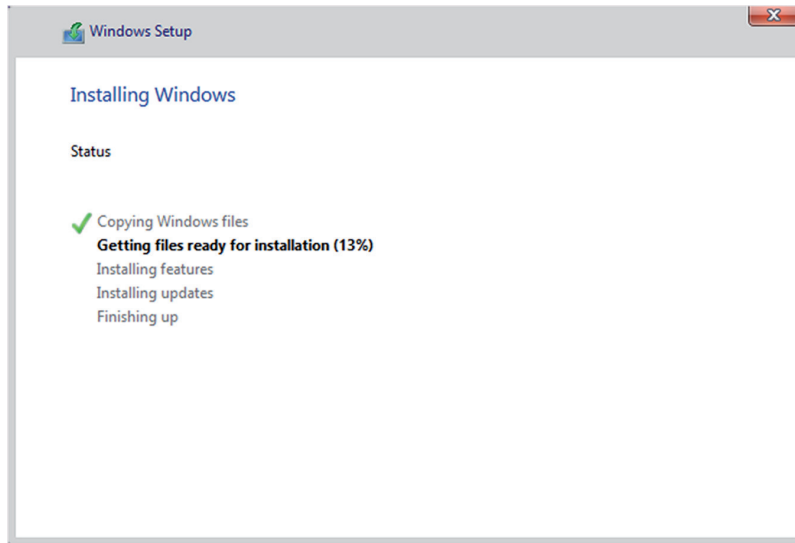 Windows Setup
Installing Windows
Status
Copying Windows files
Getting files ready for installation (13%)
Installing features
Installing updates
Finishing up